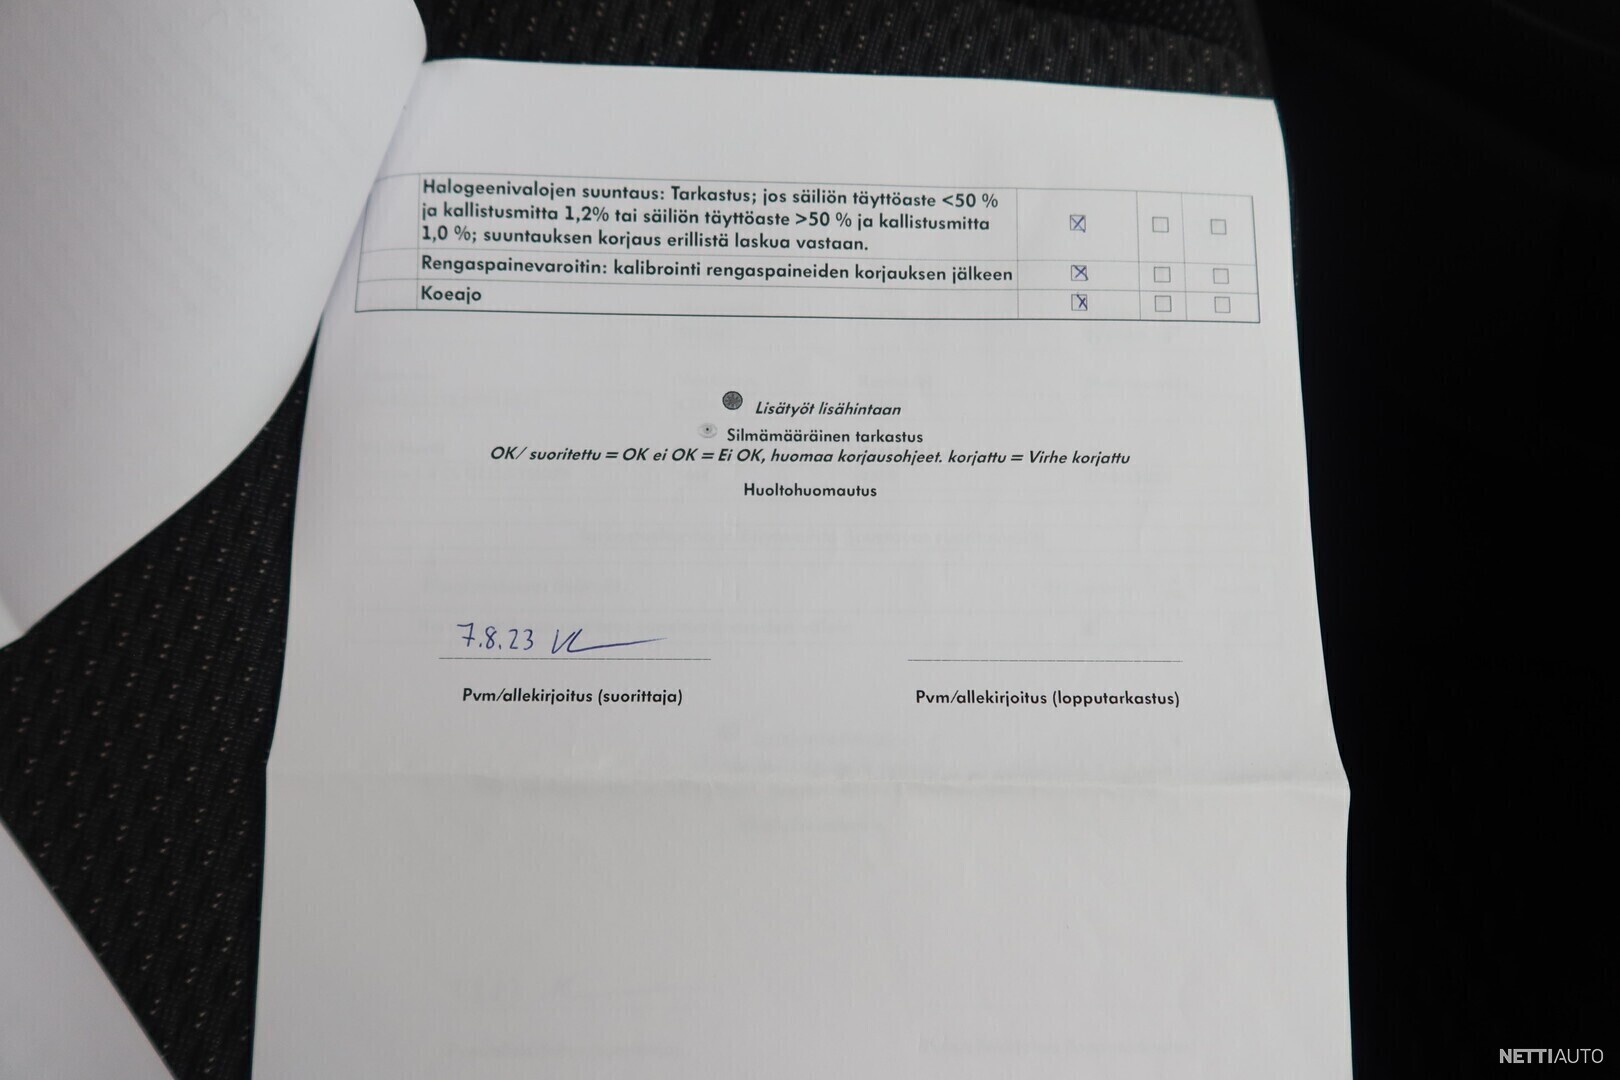 Halogeenivalojen suuntaus: Tarkastus; jos säiliön täyttöaste <50 %
ja kallistusmitta 1,2% tai säiliön täyttöaste >50 % ja kallistusmitta
1,0 %; suuntauksen korjaus erillistä laskua vastaan.
Rengaspainevaroitin: kalibrointi rengaspaineiden korjauksen jälkeen
Koeajo
Lisätyöt lisähintaan
Silmämääräinen tarkastus
OK/ suoritettu = OK ei OK = Ei OK, huomaa korjausohjeet. korjattu = Virhe korjattu
Huoltohuomautus
7.8.23
Pvm/allekirjoitus (suorittaja)
Pvm/allekirjoitus (lopputarkastus)
NETTIAUTO